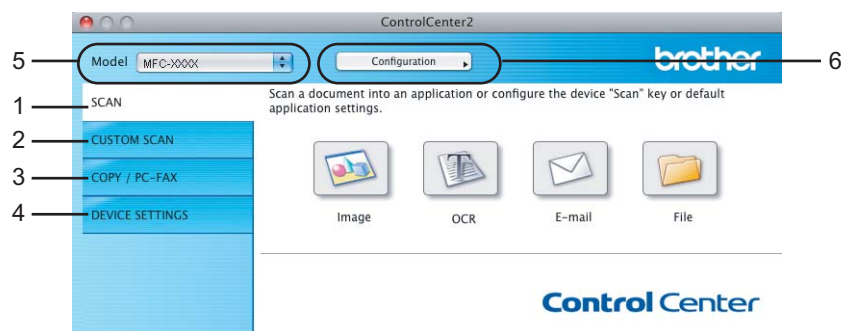 ControlCenter2
5
Model MFC-XXXX
Configuration
brother
6
1
SCAN
Scan a document into an application or configure the device "Scan" key or default
application settings.
2
CUSTOM SCAN
3
COPY / PC-FAX
4
DEVICE SETTINGS
Image
OCR
E-mail
File
Control Center